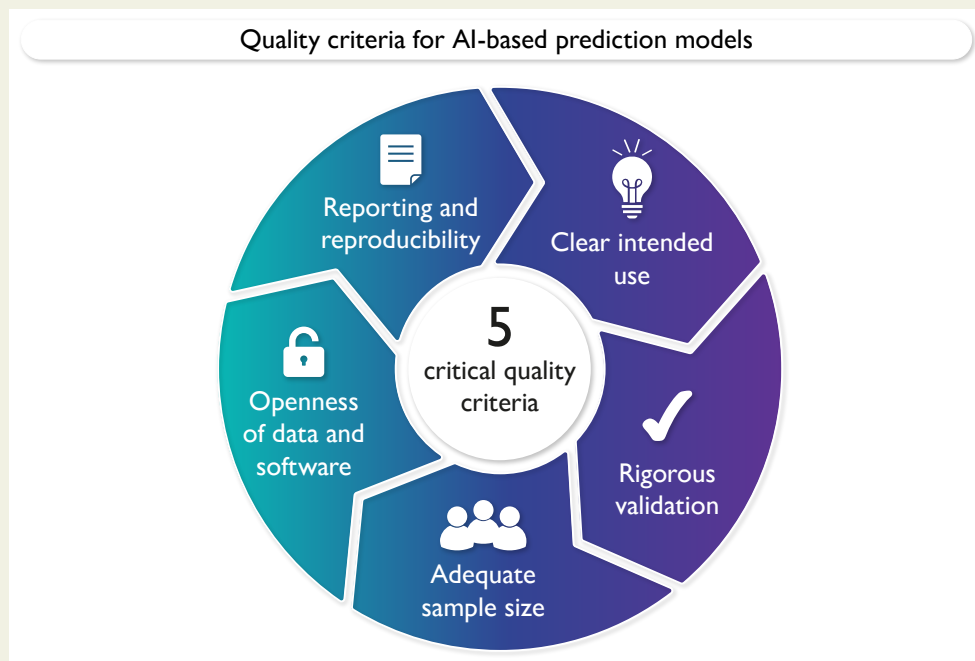 Quality criteria for AI-based prediction models
Clear intended
use
Rigorous
validation
Adequate
sample size
Openness
of data and
software
Reporting and
reproducibility
5
critical quality
criteria